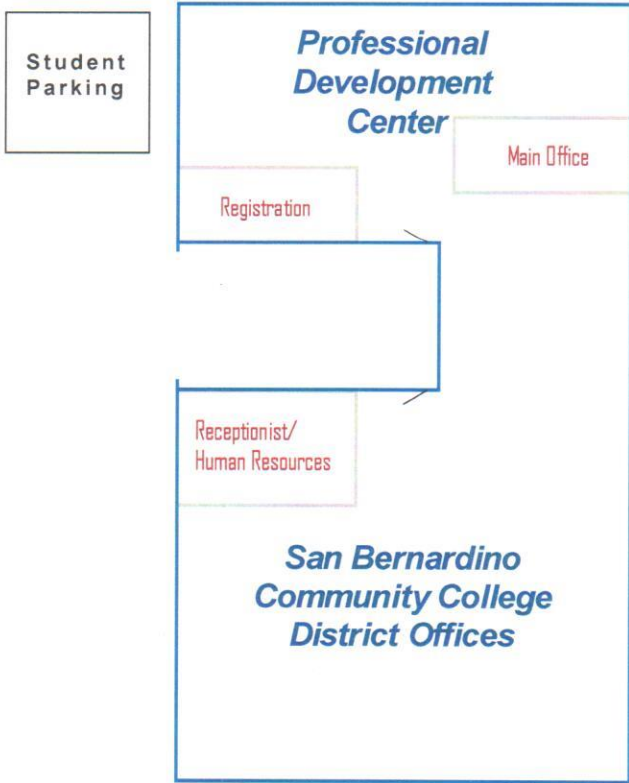 Student
Parking
Professional
Development
Center
Main Office
Registration
Receptionist/
Human Resources
San Bernardino
Community College
District Offices